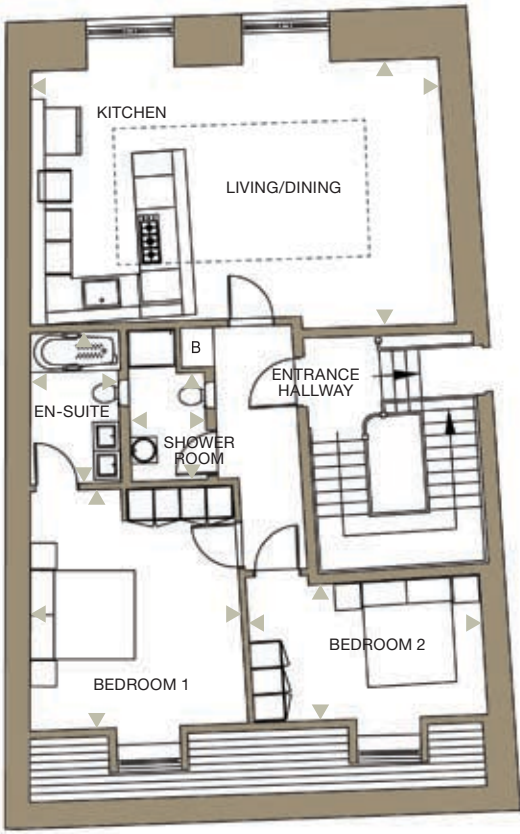 KITCHEN
LIVING/DINING
B
ENTRANCE
HALLWAY
EN-SUITE
SHOWER
ROOM
BEDROOM 2
BEDROOM 1